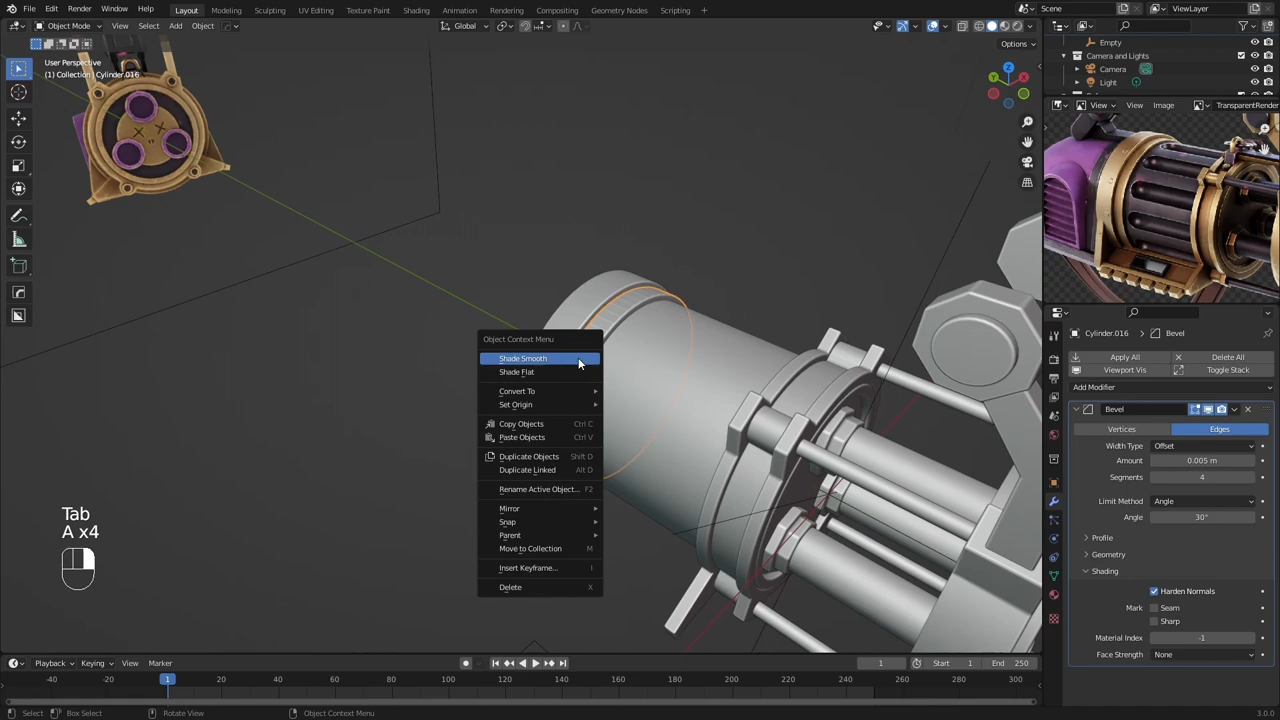 File Edit Render Window Help
Layout Modeling Sculpting UV Editing Texture Paint Shading Animation Rendering Compositing Geometry Nodes Scripting +
Scene ViewLayer
Object Mode View Select Add Object
Global
Options
User Perspective
(1) Collection | Cylinder.016
Empty
Camera and Lights
Camera
Light
View View Image TransparentRender
Object Context Menu
Shade Smooth
Shade Flat
Convert To
Set Origin
Copy Objects Ctrl C
Paste Objects Ctrl V
Duplicate Objects Shift D
Duplicate Linked Alt D
Rename Active Object... F2
Mirror
Snap
Parent
Move to Collection M
Insert Keyframe... I
Delete X
Tab
A x4
Cylinder.016 Bevel
Apply All Delete All
Viewport Vis Toggle Stack
Add Modifier
Bevel
Vertices Edges
Width Type Offset
Amount 0.005 m
Segments 4
Limit Method Angle
Angle 30°
Profile
Geometry
Shading
Harden Normals
Mark Seam
Sharp
Material Index -1
Face Strength None
Playback Keying View Marker
1 Start 1 End 250
-40 -20 1 20 40 60 80 100 120 140 160 180 200 220 240 260 280 300
Select Box Select Rotate View Object Context Menu 3.0.0